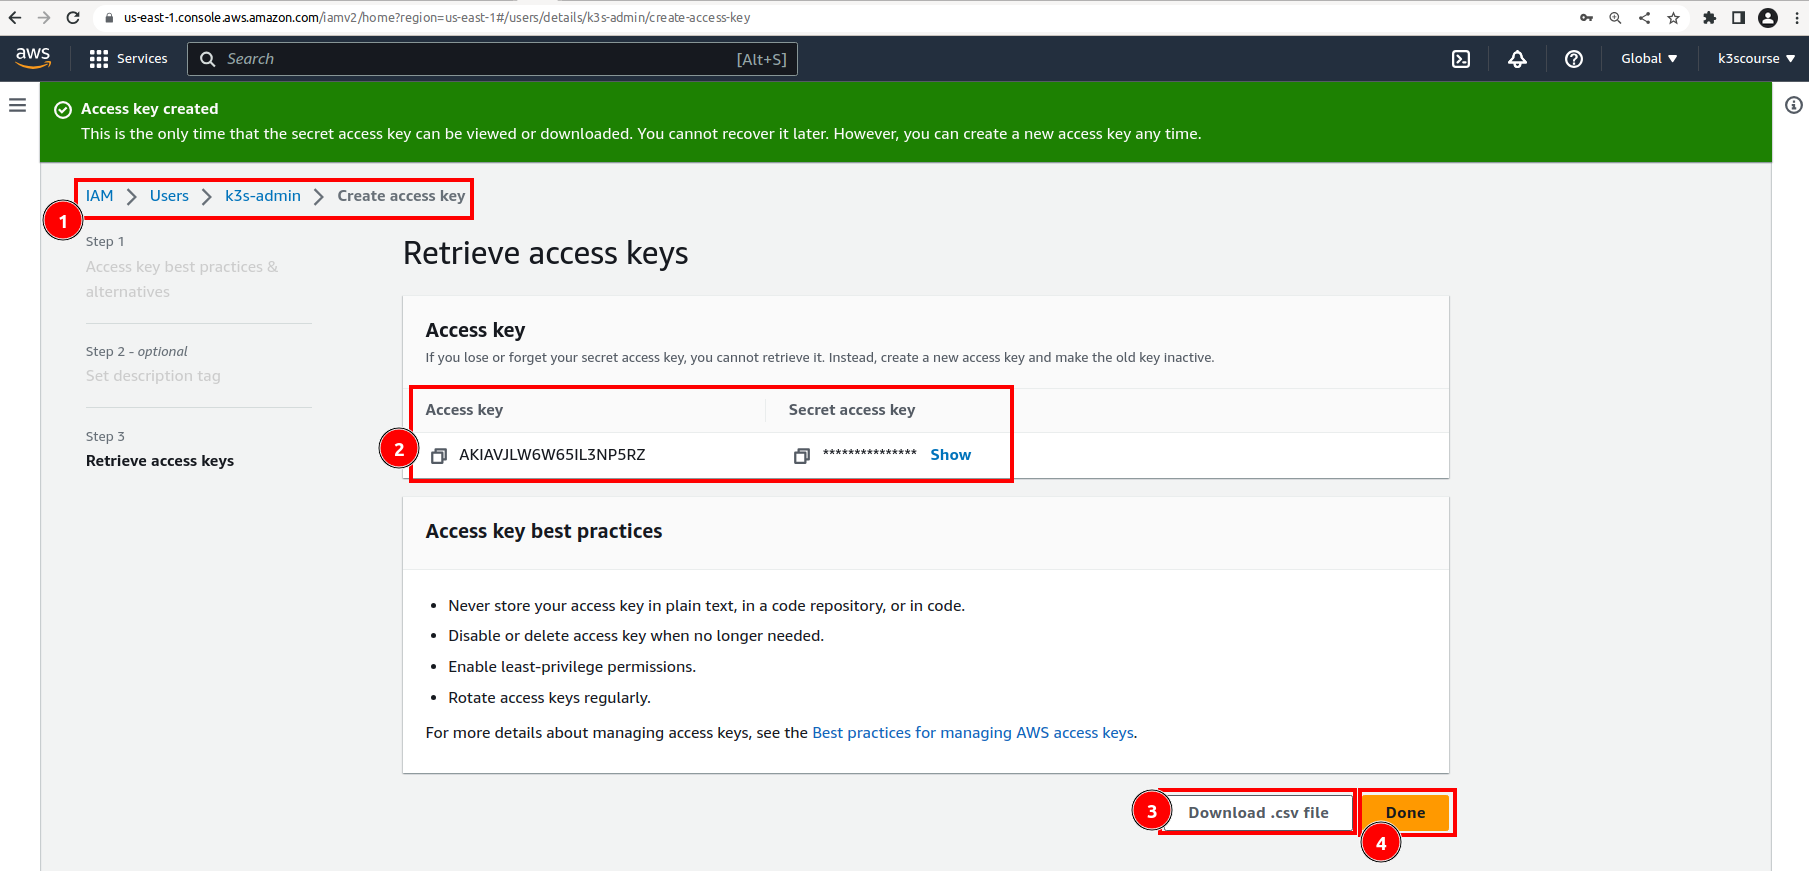 us-east-1.console.aws.amazon.com/iamv2/home?region=us-east-1#/users/details/k3s-admin/create-access-key
aws
Services
Search
[Alt+S]
Global
k3scourse
Access key created
This is the only time that the secret access key can be viewed or downloaded. You cannot recover it later. However, you can create a new access key any time.
IAM > Users > k3s-admin > Create access key
1
Step 1
Access key best practices &
alternatives
Step 2 - optional
Set description tag
Step 3
Retrieve access keys
Retrieve access keys
Access key
If you lose or forget your secret access key, you cannot retrieve it. Instead, create a new access key and make the old key inactive.
Access key
Secret access key
2
AKIAVJLW6W65IL3NP5RZ
*************** Show
Access key best practices
• Never store your access key in plain text, in a code repository, or in code.
• Disable or delete access key when no longer needed.
• Enable least-privilege permissions.
• Rotate access keys regularly.
For more details about managing access keys, see the Best practices for managing AWS access keys.
3
Download .csv file
Done
4